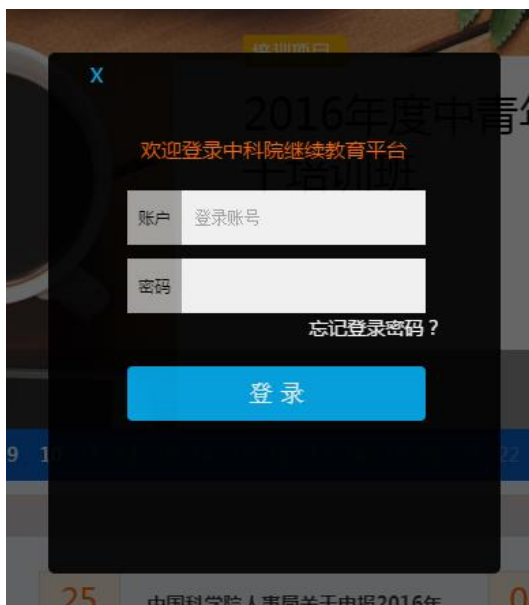 培训项目
X
2016年度中青年
干培训班
欢迎登录中科院继续教育平台
账户 登录账号
密码
忘记登录密码？
登 录
9 10 22
25 中国科学院人事局关于申报2016年